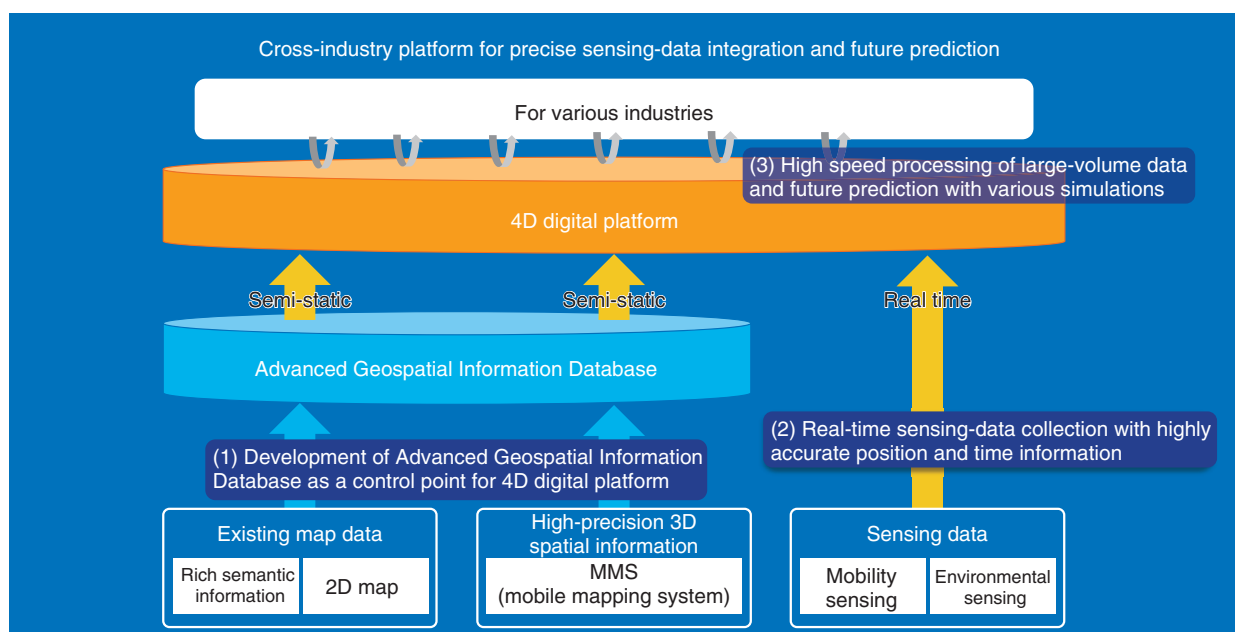 Cross-industry platform for precise sensing-data integration and future prediction
For various industries
(3) High speed processing of large-volume data
and future prediction with various simulations
4D digital platform
Semi-static
Semi-static
Real time
Advanced Geospatial Information Database
(2) Real-time sensing-data collection with highly
accurate position and time information
(1) Development of Advanced Geospatial Information
Database as a control point for 4D digital platform
Existing map data
Rich semantic
information
2D map
High-precision 3D
spatial information
MMS
(mobile mapping system)
Sensing data
Mobility
sensing
Environmental
sensing